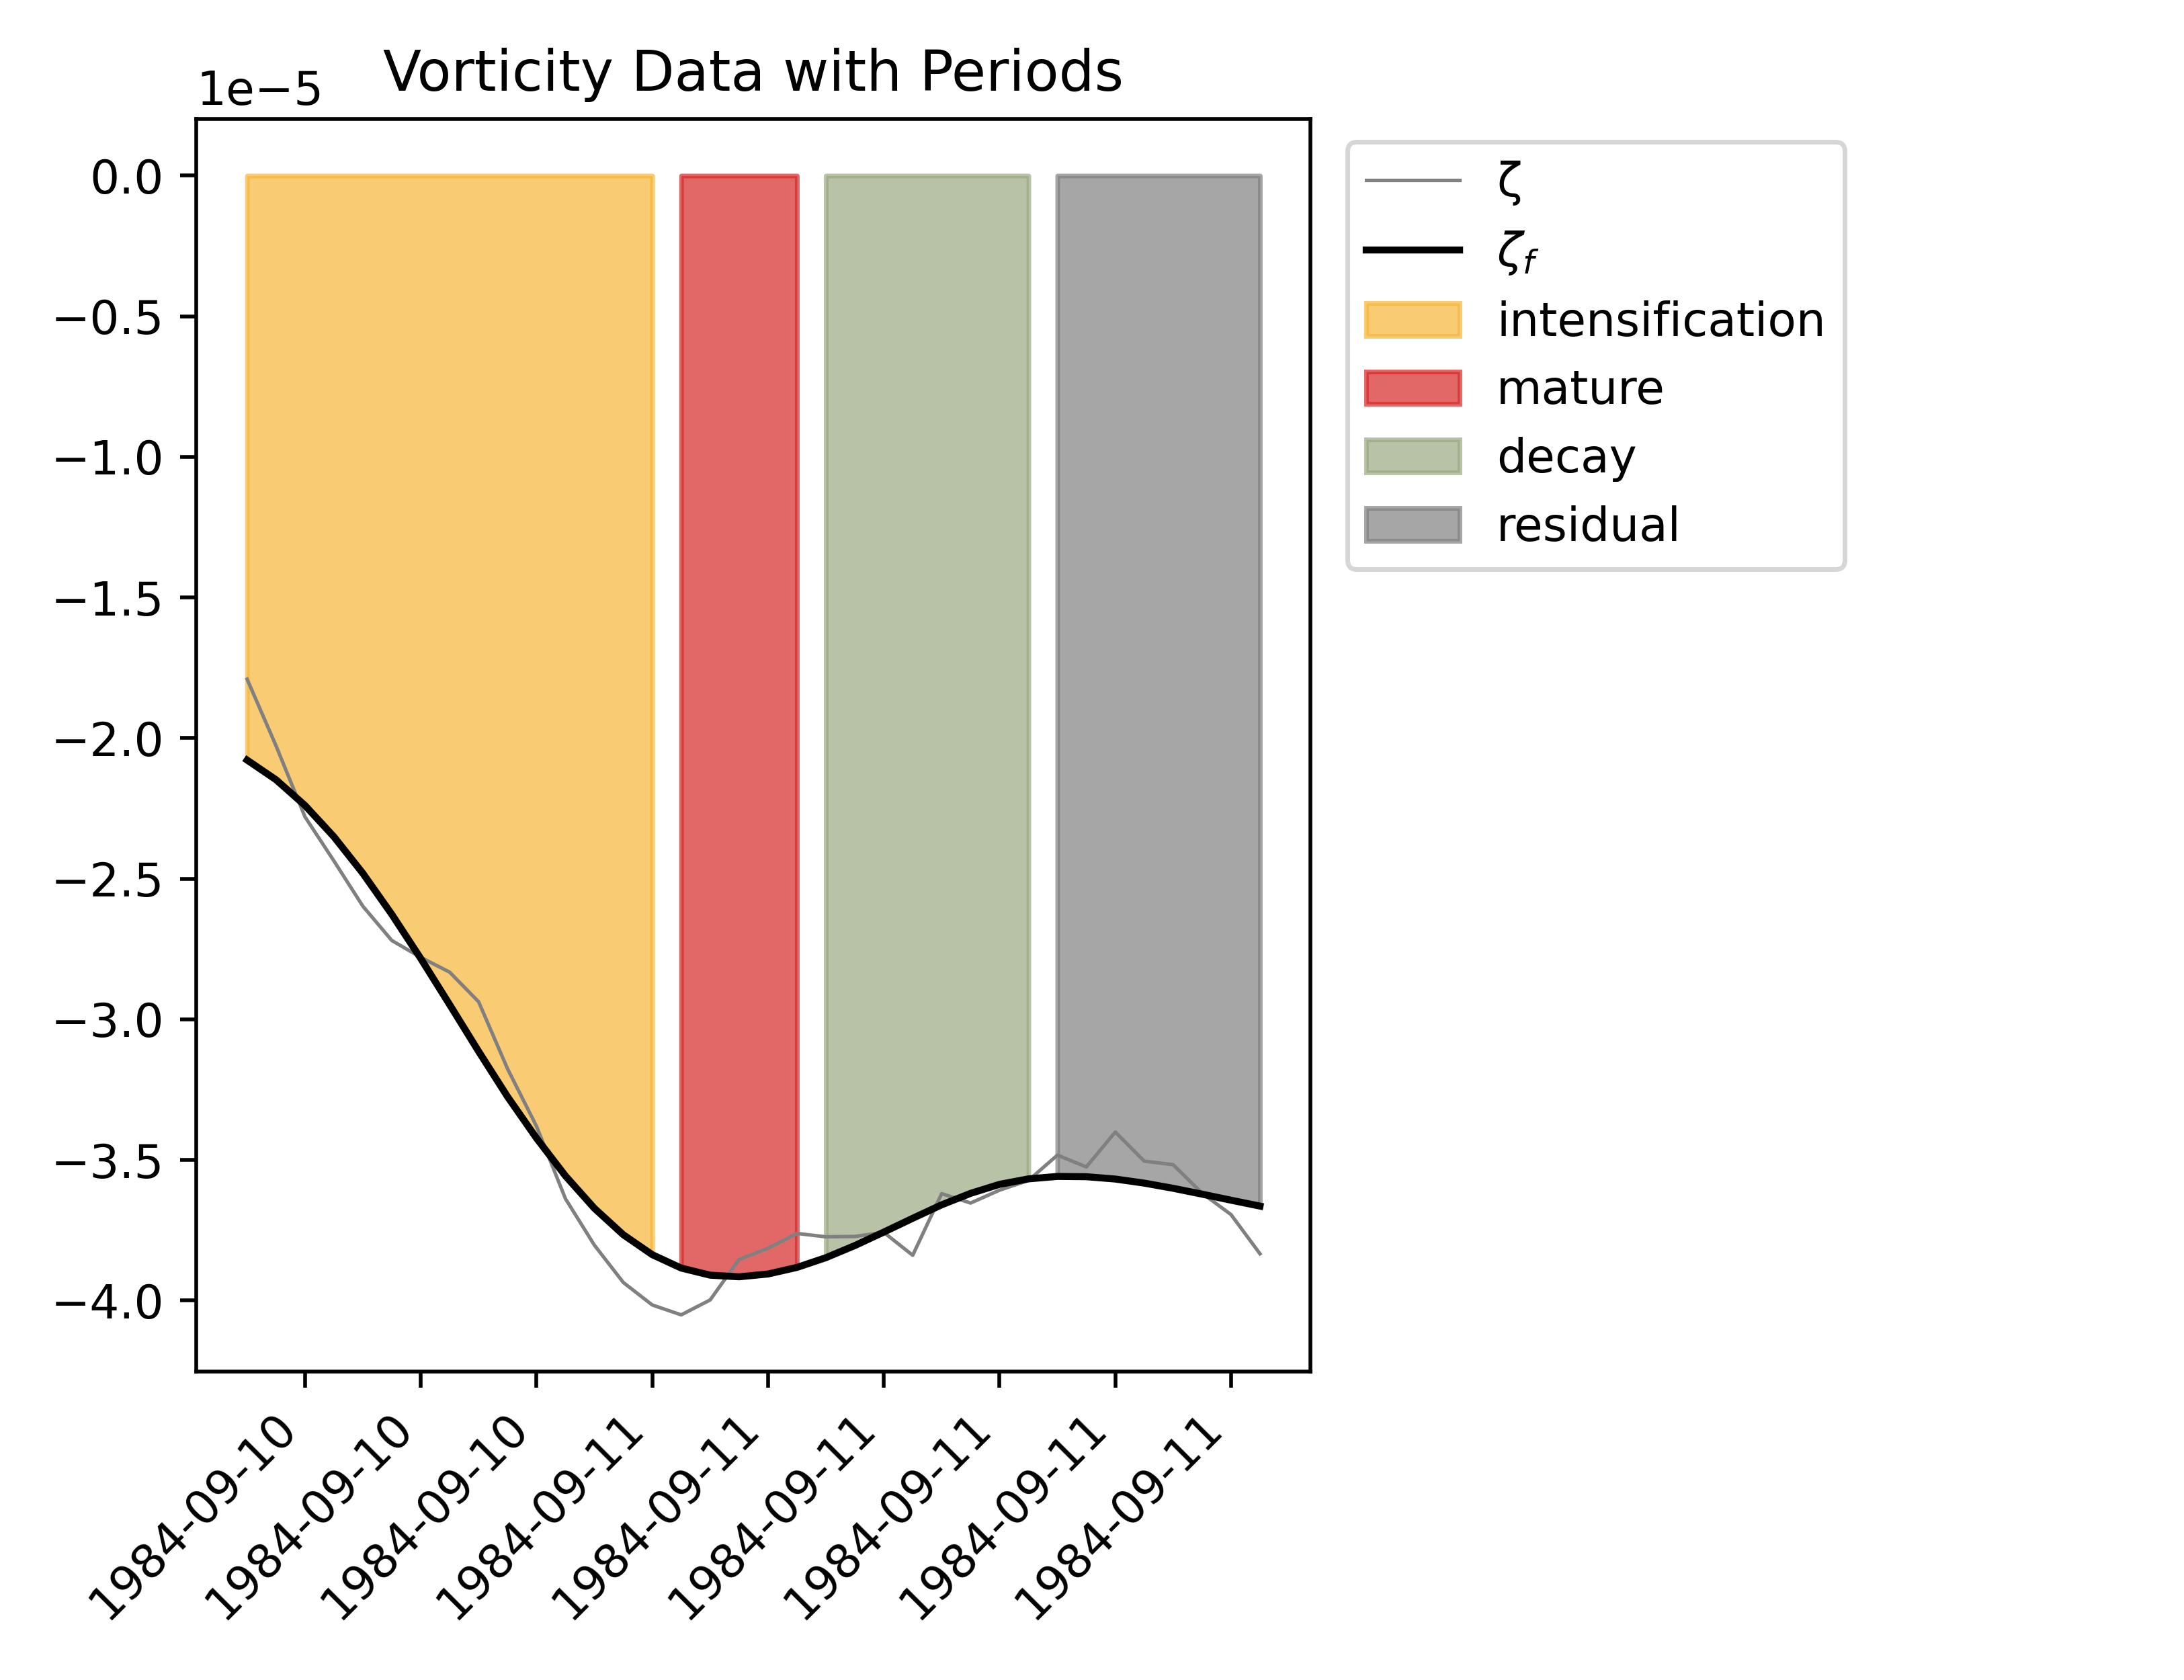 Vorticity Data with Periods
1e−5
0.0
−0.5
−1.0
−1.5
−2.0
−2.5
−3.0
−3.5
−4.0
1984-09-10
1984-09-10
1984-09-10
1984-09-11
1984-09-11
1984-09-11
1984-09-11
1984-09-11
1984-09-11
ζ
ζf
intensification
mature
decay
residual